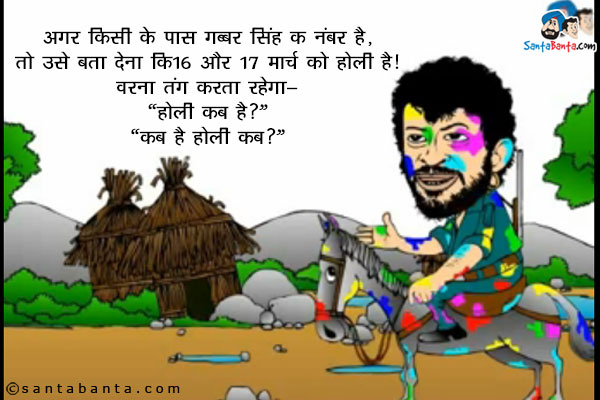 अगर किसी के पास गब्बर सिंह क नंबर है,
तो उसे बता देना कि16 और 17 मार्च को होली है!
वरना तंग करता रहेगा–
“होली कब है?”
“कब है होली कब?”
SantaBanta.com
©santabanta.com